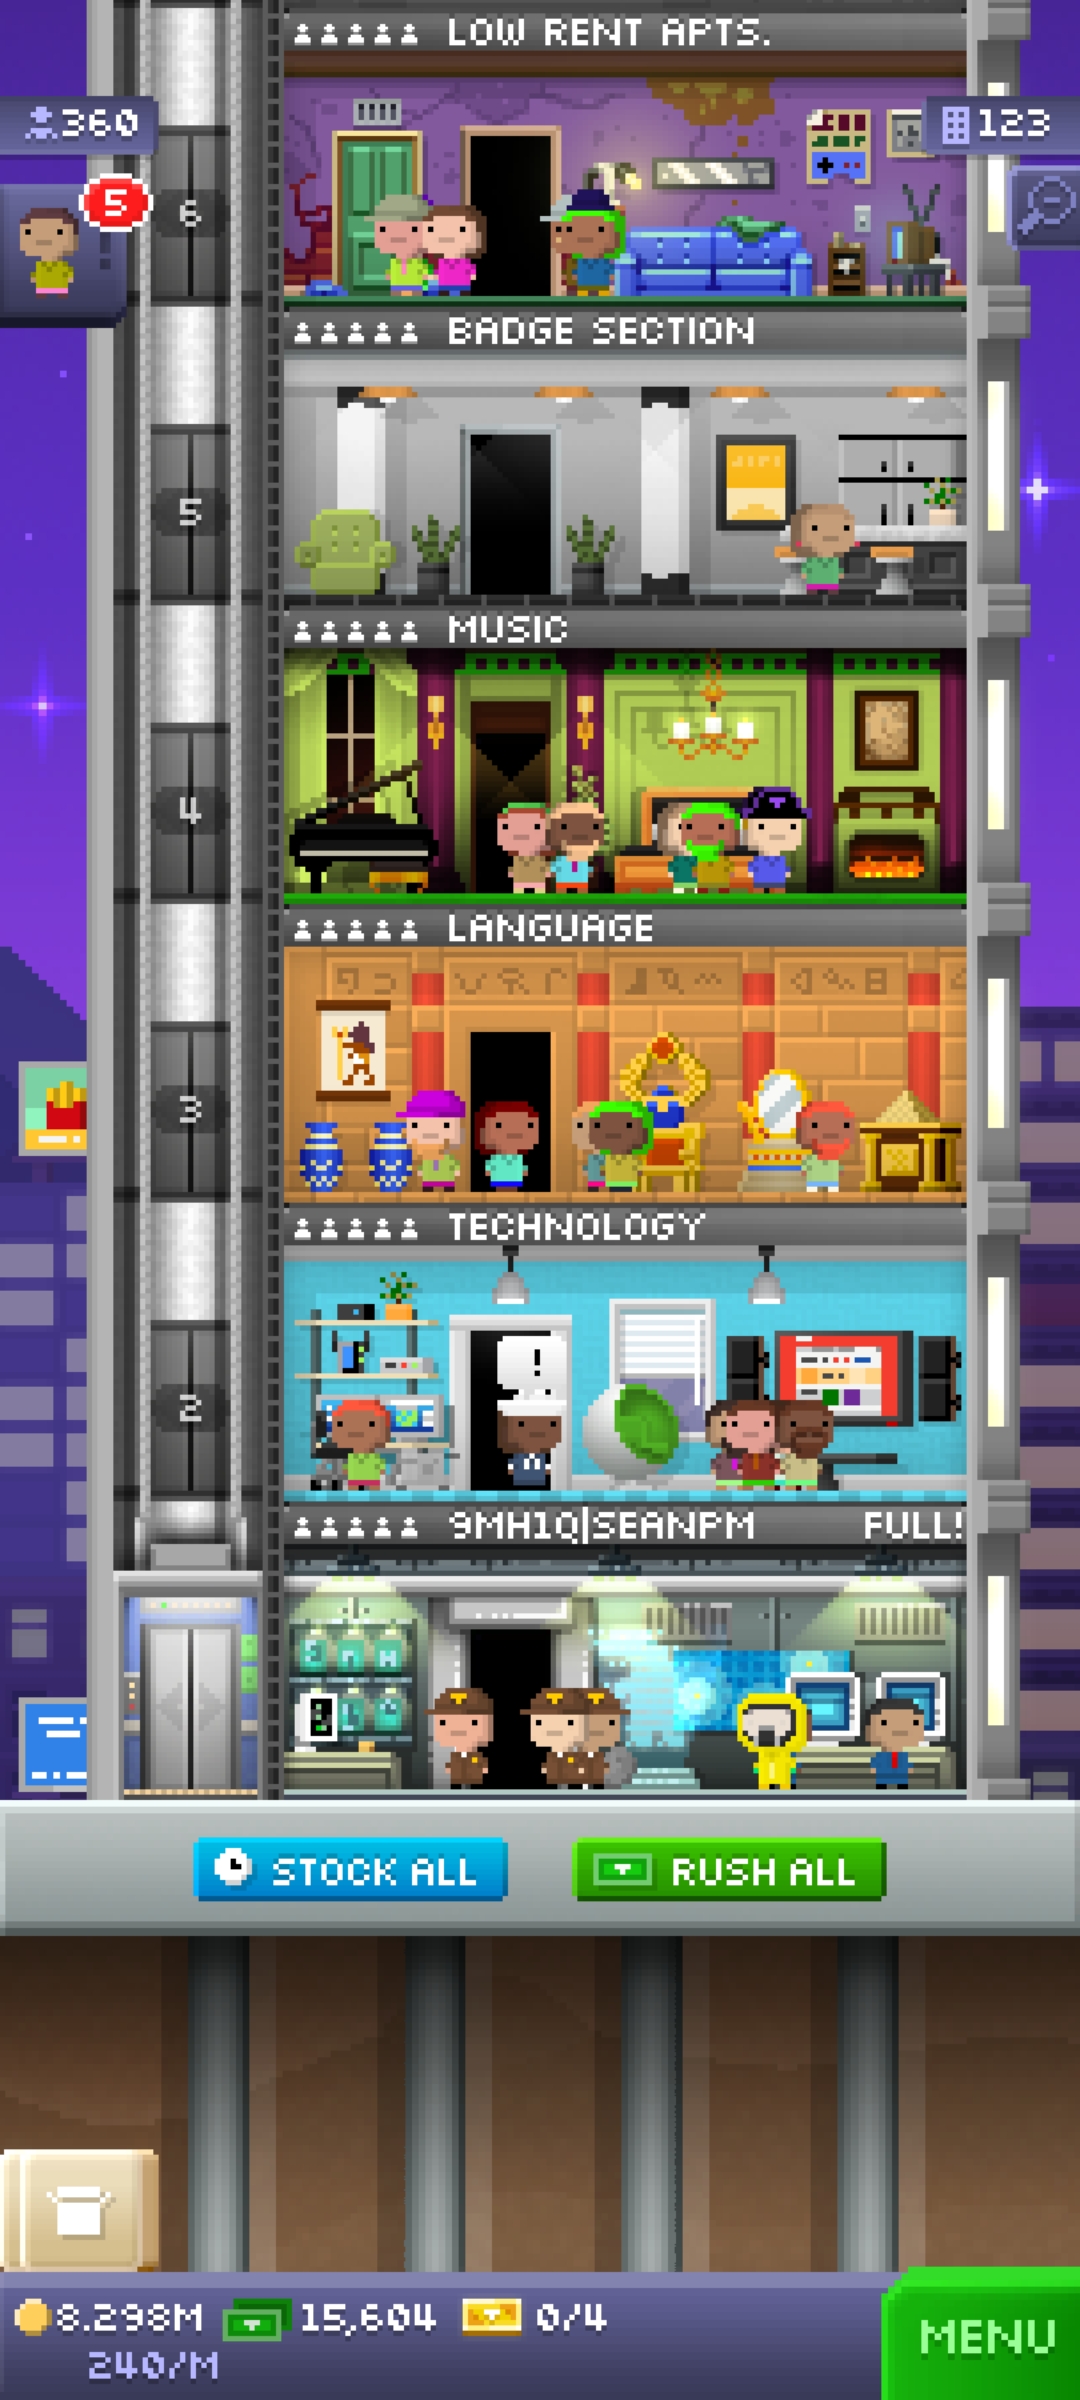 LOW RENT APTS.
360
123
5
6
BADGE SECTION
5
MUSIC
4
LANGUAGE
3
TECHNOLOGY
!
2
9MH1Q|SEANPM FULL!
STOCK ALL
RUSH ALL
8.298M 15,604 0/4
240/M
MENU